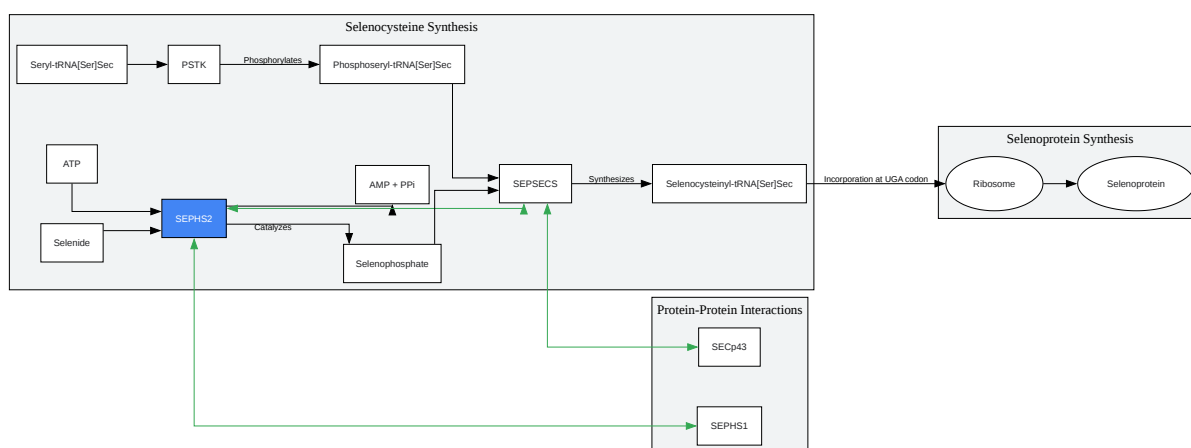 Selenocysteine Synthesis
Seryl-tRNA[Ser]Sec
PSTK
Phosphorylates
Phosphoseryl-tRNA[Ser]Sec
ATP
AMP + PPi
SEPSECS
Synthesizes
Selenocysteinyl-tRNA[Ser]Sec
SEPHS2
Selenide
Catalyzes
Selenophosphate
Incorporation at UGA codon
Selenoprotein Synthesis
Ribosome
Selenoprotein
Protein-Protein Interactions
SECp43
SEPHS1